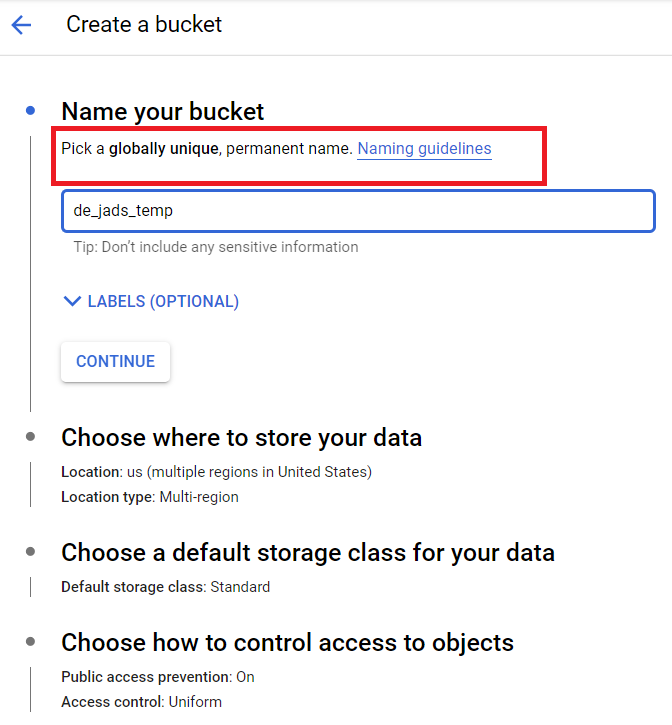 Create a bucket
Name your bucket
Pick a globally unique, permanent name. Naming guidelines
de_jads_temp
Tip: Don't include any sensitive information
LABELS (OPTIONAL)
CONTINUE
Choose where to store your data
Location: us (multiple regions in United States)
Location type: Multi-region
Choose a default storage class for your data
Default storage class: Standard
Choose how to control access to objects
Public access prevention: On
Access control: Uniform